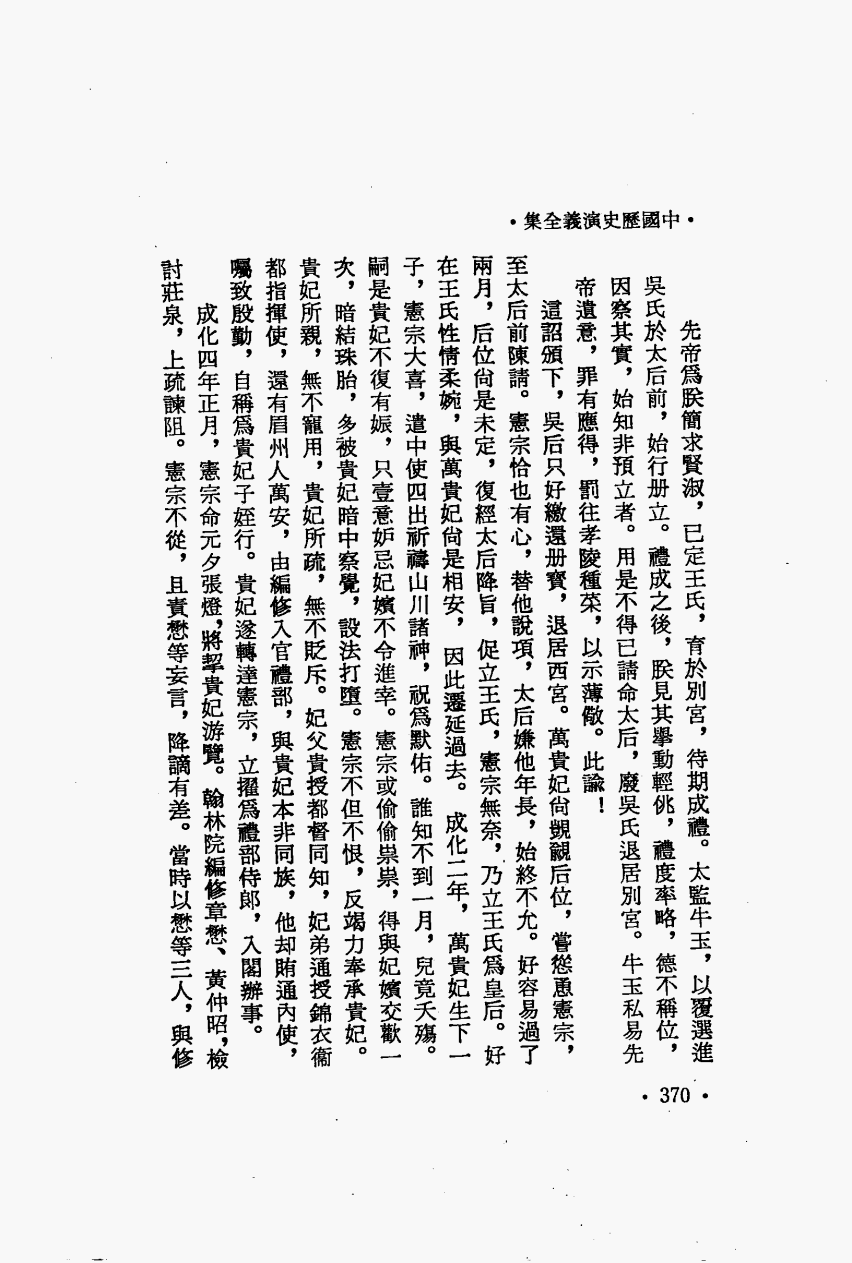 •中國歷史演義全集•
先帝爲朕簡求賢淑，已定王氏，育於別宮，待期成禮。太監牛玉，以覆選進
吳氏於太后前，始行册立。禮成之後，朕見其擧動輕佻，禮度率略，德不稱位，
因察其實，始知非預立者。用是不得已請命太后，廢吳氏退居別宮。牛玉私易先
帝遺意，罪有應得，罰往孝陵種菜，以示薄儆。此諭！
這詔頒下，吳后只好繳還册寳，退居西宮。萬貴妃尙覬覦后位，嘗慫恿憲宗，
至太后前陳請。憲宗恰也有心，替他說項，太后嫌他年長，始終不允。好容易過了
兩月，后位尙是未定，復經太后降旨，促立王氏，憲宗無奈，乃立王氏爲皇后。好
在王氏性情柔婉，與萬貴妃尙是相安，因此遷延過去。成化二年，萬貴妃生下一
子，憲宗大喜，遣中使四出祈禱山川諸神，祝爲默佑。誰知不到一月，兒竟夭殤。
嗣是貴妃不復有娠，只壹意妒忌妃嬪不令進幸。憲宗或偷偷祟祟，得與妃嬪交歡一
次，暗結珠胎，多被貴妃暗中察覺，設法打墮。憲宗不但不恨，反竭力奉承貴妃。
貴妃所親，無不寵用，貴妃所疏，無不貶斥。妃父貴授都督同知，妃弟通授錦衣衞
都指揮使，還有眉州人萬安，由編修入官禮部，與貴妃本非同族，他却賄通內使，
囑致殷勤，自稱爲貴妃子姪行。貴妃遂轉達憲宗，立擢爲禮部侍郎，入閣辦事。
成化四年正月，憲宗命元夕張燈，將挈貴妃游覽。翰林院編修章懋、黃仲昭，檢
討莊泉，上疏諫阻。憲宗不從，且責懋等妄言，降謫有差。當時以懋等三人，與修
•370•